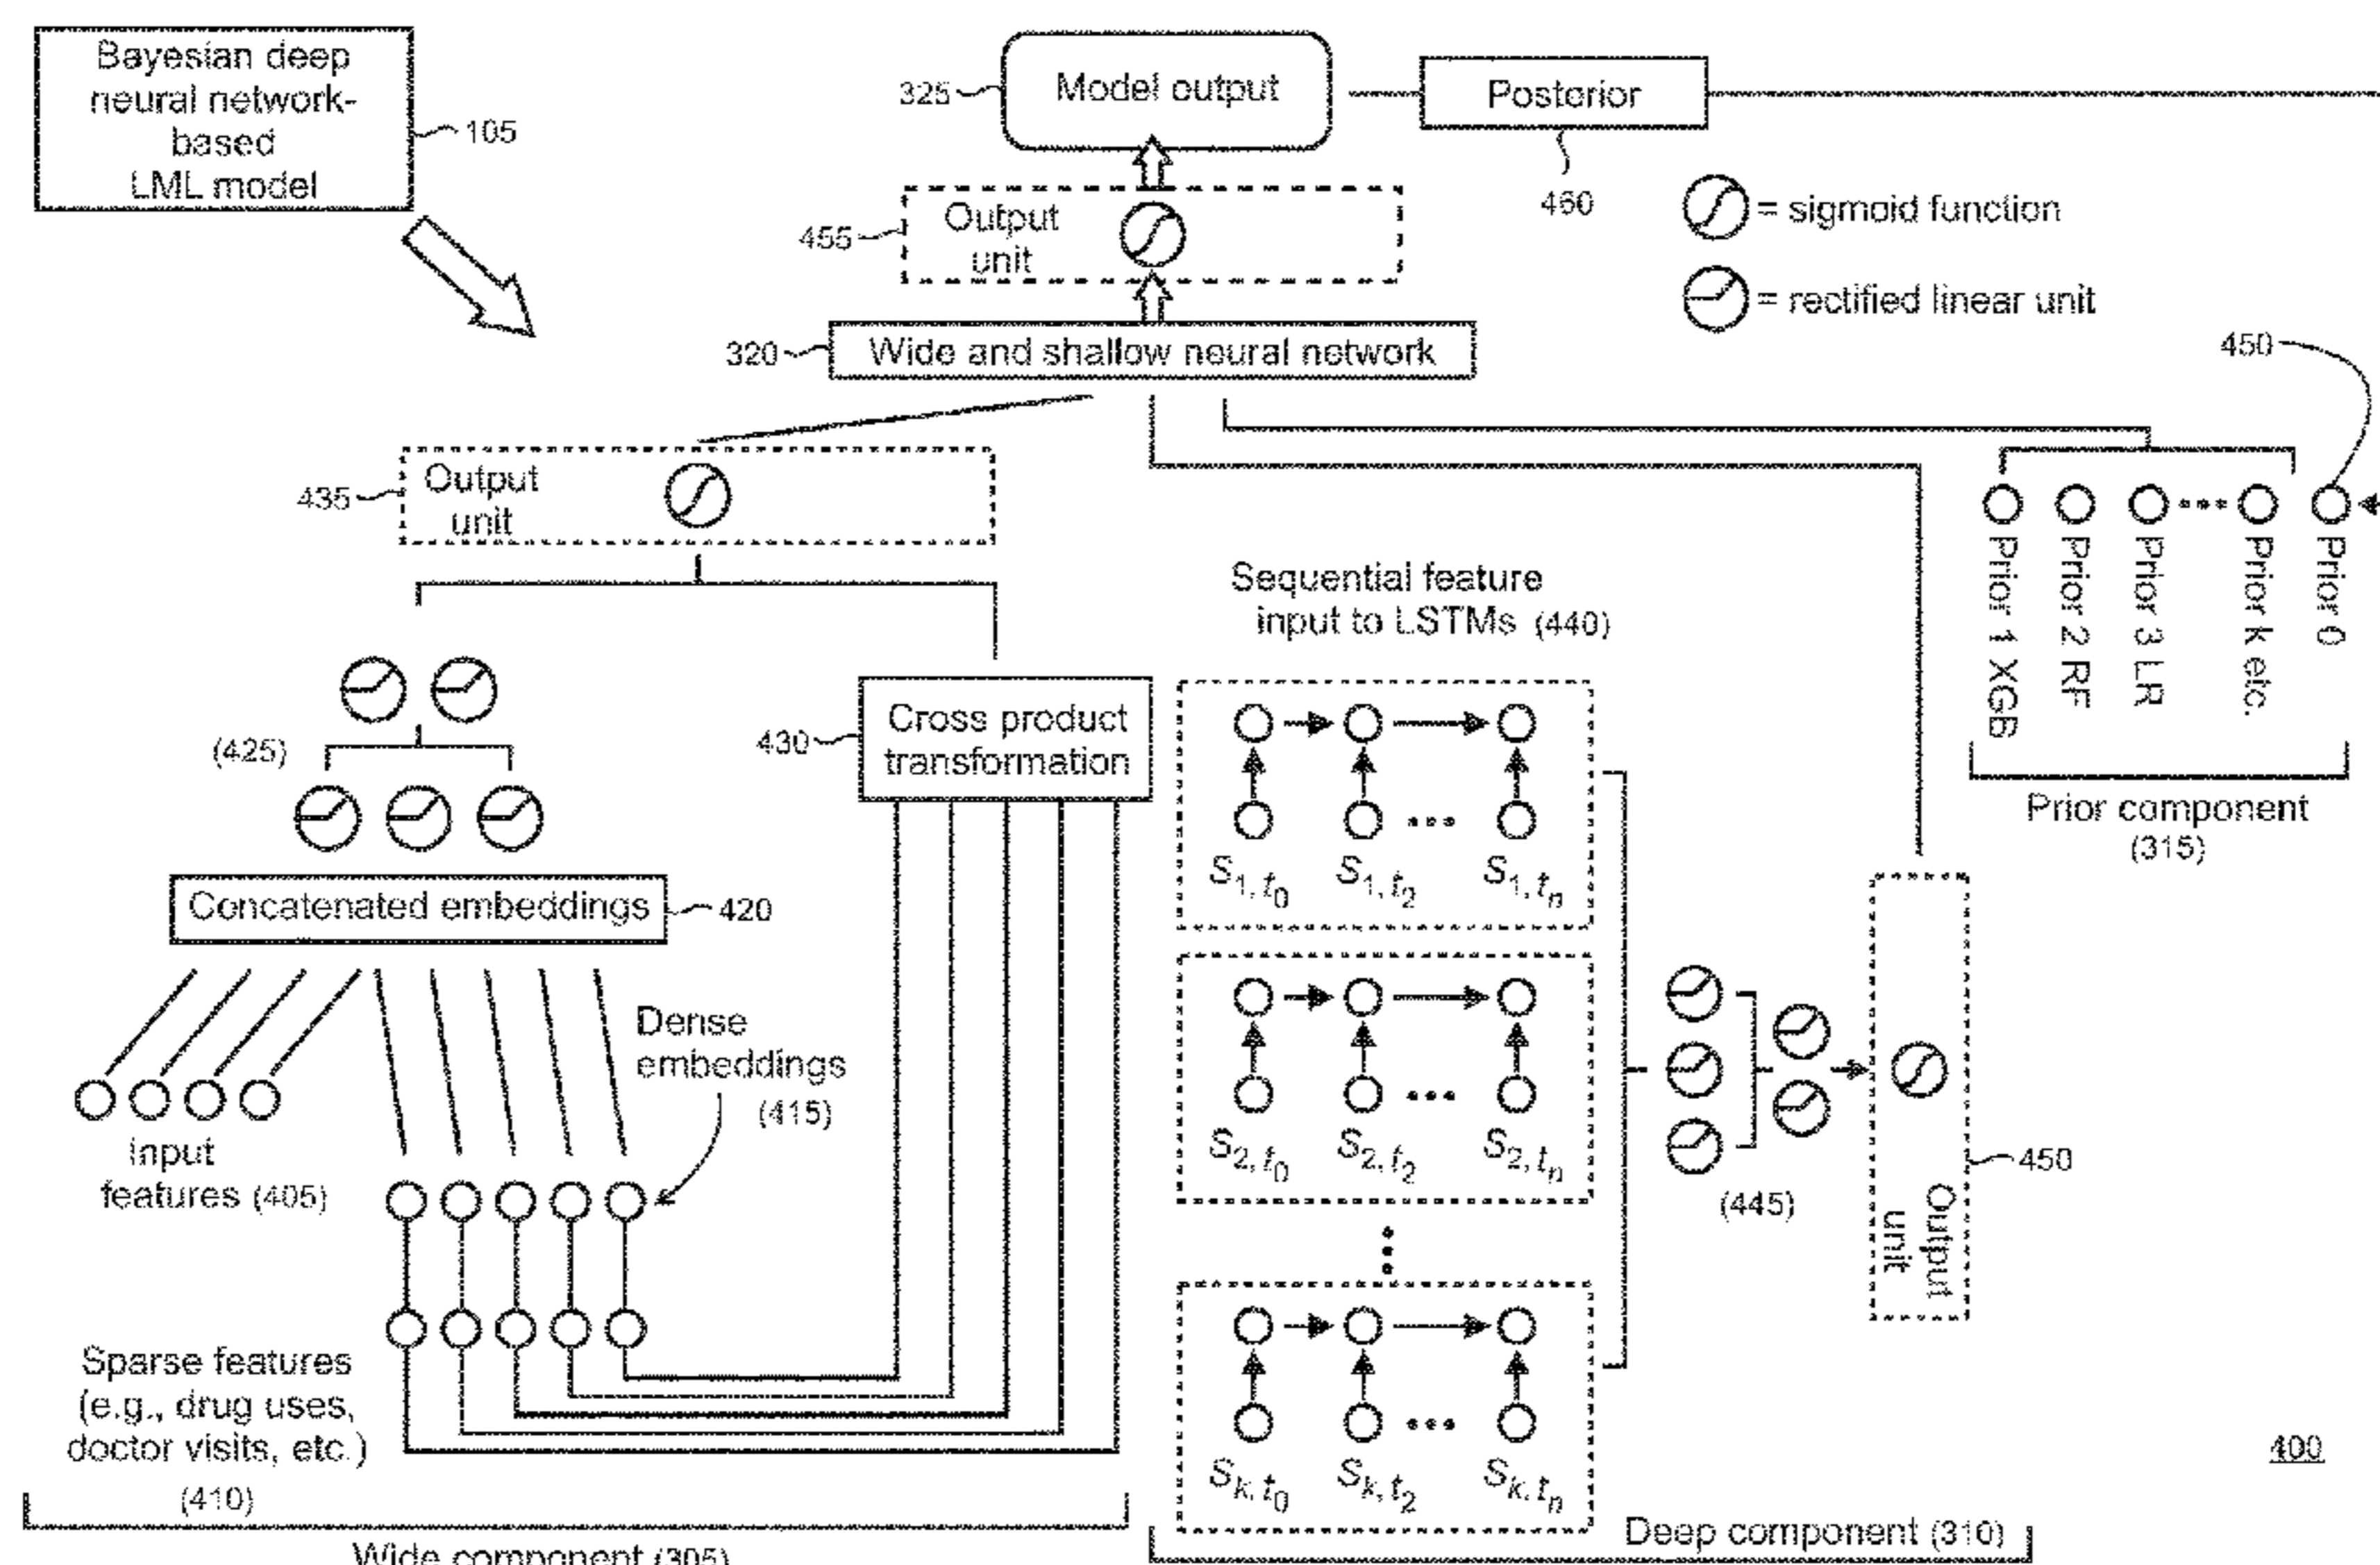 Bayesian deep
neural network-
based
LML model
105
325
Model output
Posterior
460
455
Output
unit
= sigmoid function
= rectified linear unit
320
Wide and shallow neural network
450
435
Output
unit
Prior 1 XGB
Prior 2 RF
Prior 3 LR
Prior k etc.
Prior 0
Prior component
(315)
Sequential feature
input to LSTMs (440)
(425)
430
Cross product
transformation
Concatenated embeddings
420
Dense
embeddings
(415)
Input
features (405)
Sparse features
(e.g., drug uses,
doctor visits, etc.)
(410)
Wide component (305)
S1, t0 S1, t2 S1, tn
S2, t0 S2, t2 S2, tn
Sk, t0 Sk, t2 Sk, tn
(445)
Output
unit
450
Deep component (310)
400